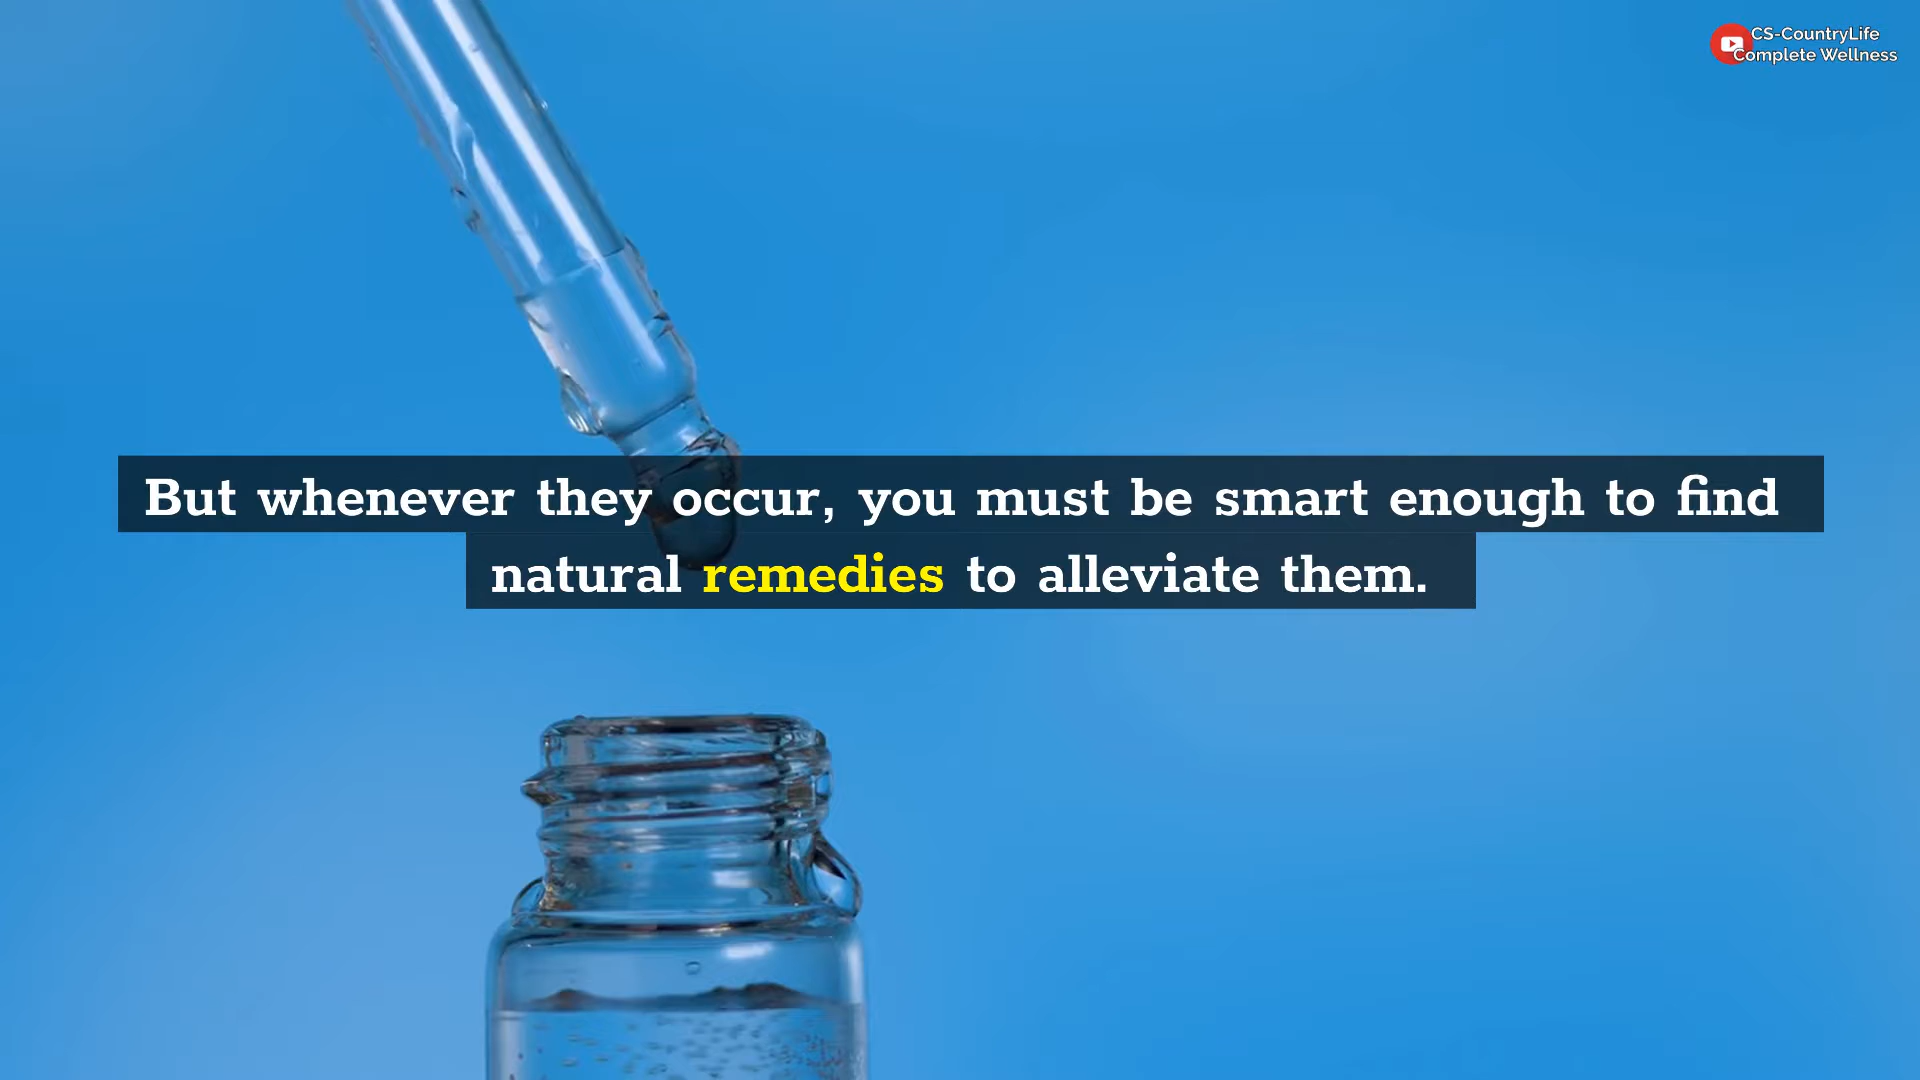 CS-CountryLife
Complete Wellness
But whenever they occur, you must be smart enough to find
natural remedies to alleviate them.